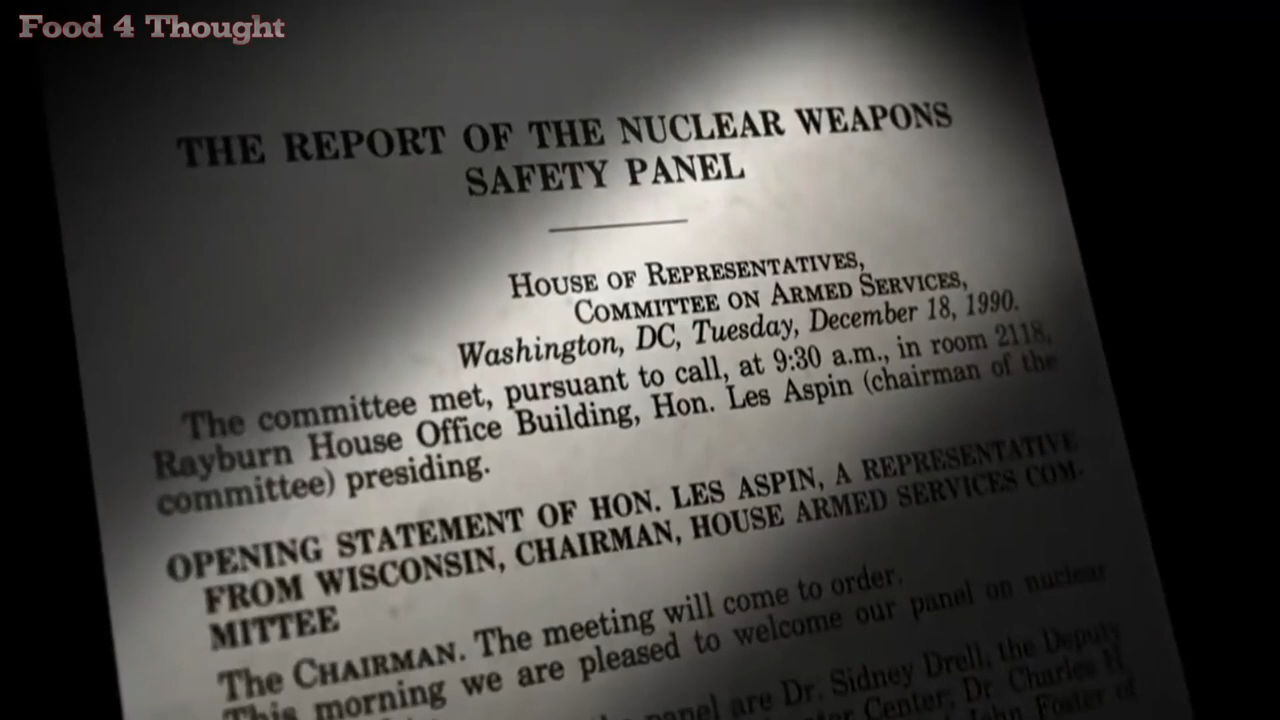 Food 4 Thought
THE REPORT OF THE NUCLEAR WEAPONS
SAFETY PANEL
HOUSE OF REPRESENTATIVES,
COMMITTEE ON ARMED SERVICES,
Washington, DC, Tuesday, December 18, 1990.
The committee met, pursuant to call, at 9:30 a.m., in room 2118,
Rayburn House Office Building, Hon. Les Aspin (chairman of the
committee) presiding.
OPENING STATEMENT OF HON. LES ASPIN, A REPRESENTATIVE
FROM WISCONSIN, CHAIRMAN, HOUSE ARMED SERVICES COM-
MITTEE
The CHAIRMAN. The meeting will come to order.
This morning we are pleased to welcome our panel on nuclear
panel are Dr. Sidney Drell, the Deputy
Center; Dr. Charles H.
John Foster of